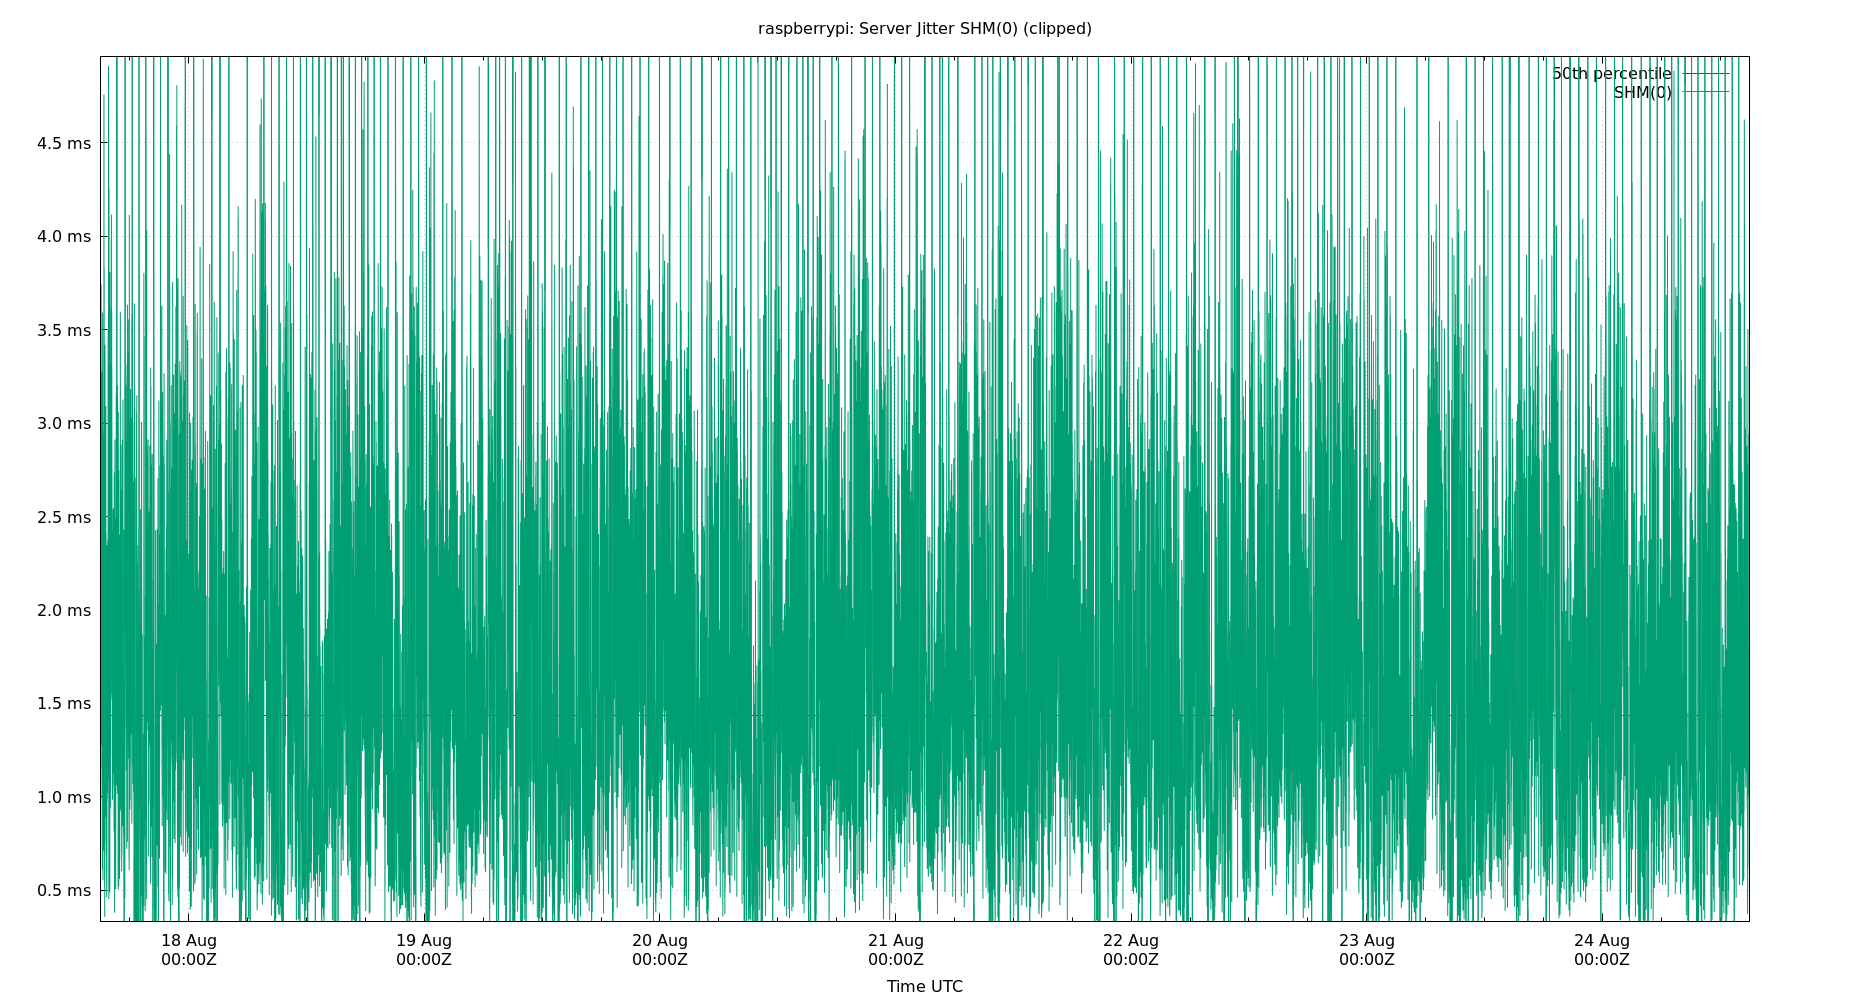 raspberrypi: Server Jitter SHM(0) (clipped)
50th percentile
SHM(0)
4.5 ms
4.0 ms
3.5 ms
3.0 ms
2.5 ms
2.0 ms
1.5 ms
1.0 ms
0.5 ms
18 Aug 19 Aug 20 Aug 21 Aug 22 Aug 23 Aug 24 Aug
00:00Z 00:00Z 00:00Z 00:00Z 00:00Z 00:00Z 00:00Z
Time UTC